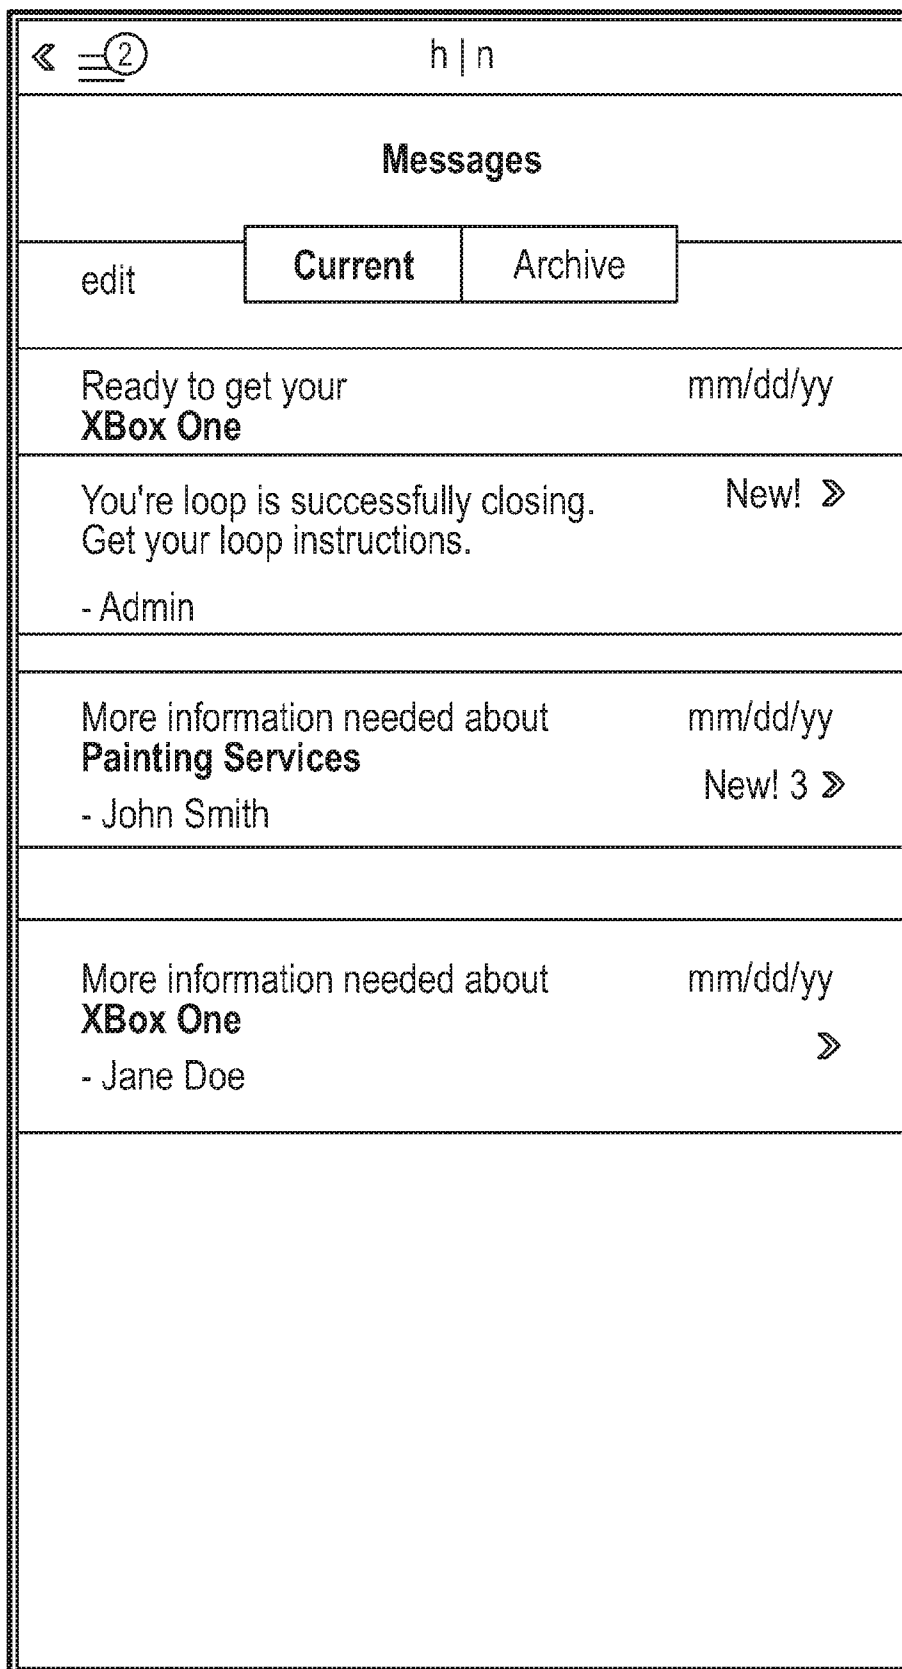 « 2 h | n
Messages
edit Current Archive
Ready to get your mm/dd/yy
XBox One
You're loop is successfully closing. New! »
Get your loop instructions.
- Admin
More information needed about mm/dd/yy
Painting Services
New! 3 »
- John Smith
More information needed about mm/dd/yy
XBox One
»
- Jane Doe